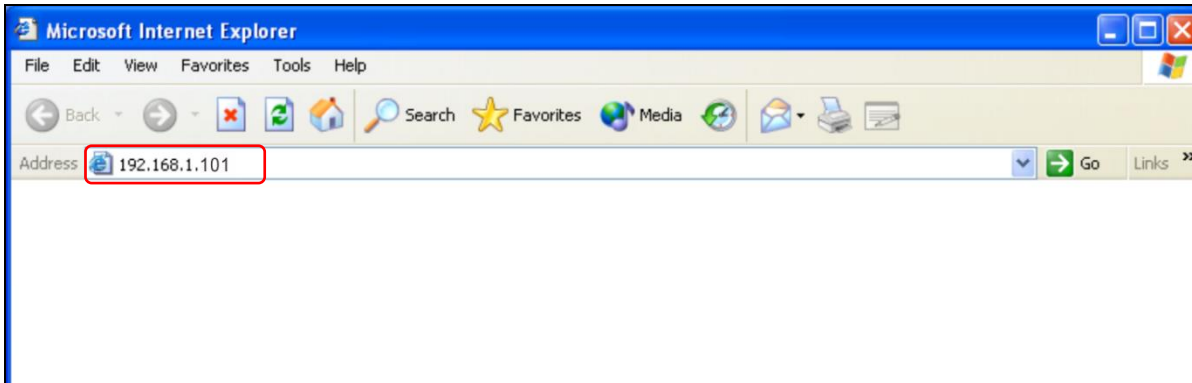 Microsoft Internet Explorer
File Edit View Favorites Tools Help
Back Search Favorites Media
Address 192.168.1.101 Go Links »